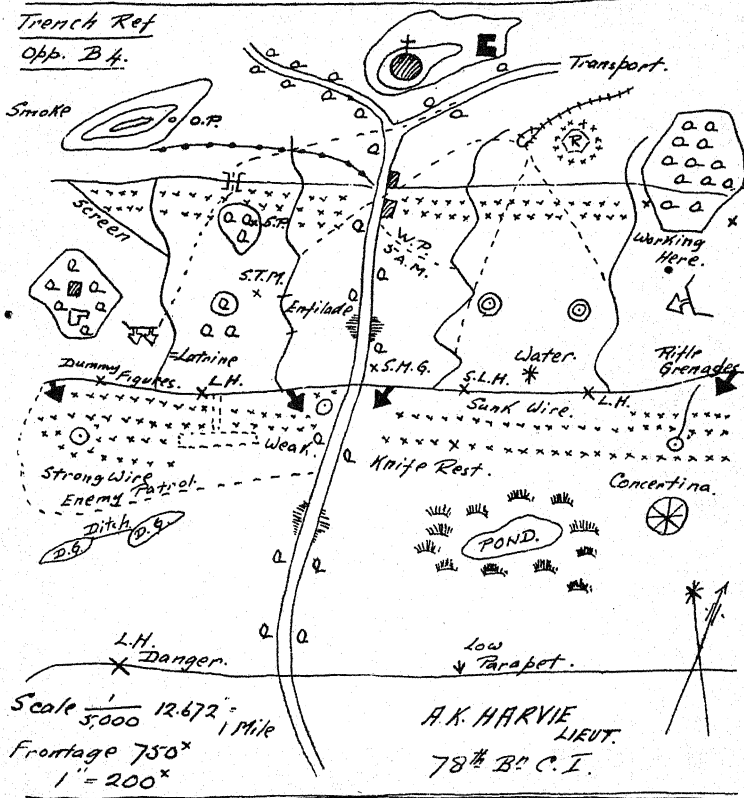 Trench Ref
Opp. B 4.
Transport.
Smoke
O.P.
R
Screen
S.P.
W.P.
S.A.M.
Working
Here.
S.T.M.
Enfilade
=Latrine
S.M.G.
Water.
Rifle
Grenades
Dummy Figures.
L.H.
S.L.H.
L.H.
Sunk Wire.
Weak.
Strong Wire
Enemy Patrol.
Knife Rest.
Concertina.
Ditch
D.G.
D.G.
POND.
L.H.
Danger.
Low
Parapet.
Scale 1/5,000 12.672" = 1 Mile
Frontage 750x
1" = 200x
A.K. HARVIE
LIEUT.
78th Bn C.I.